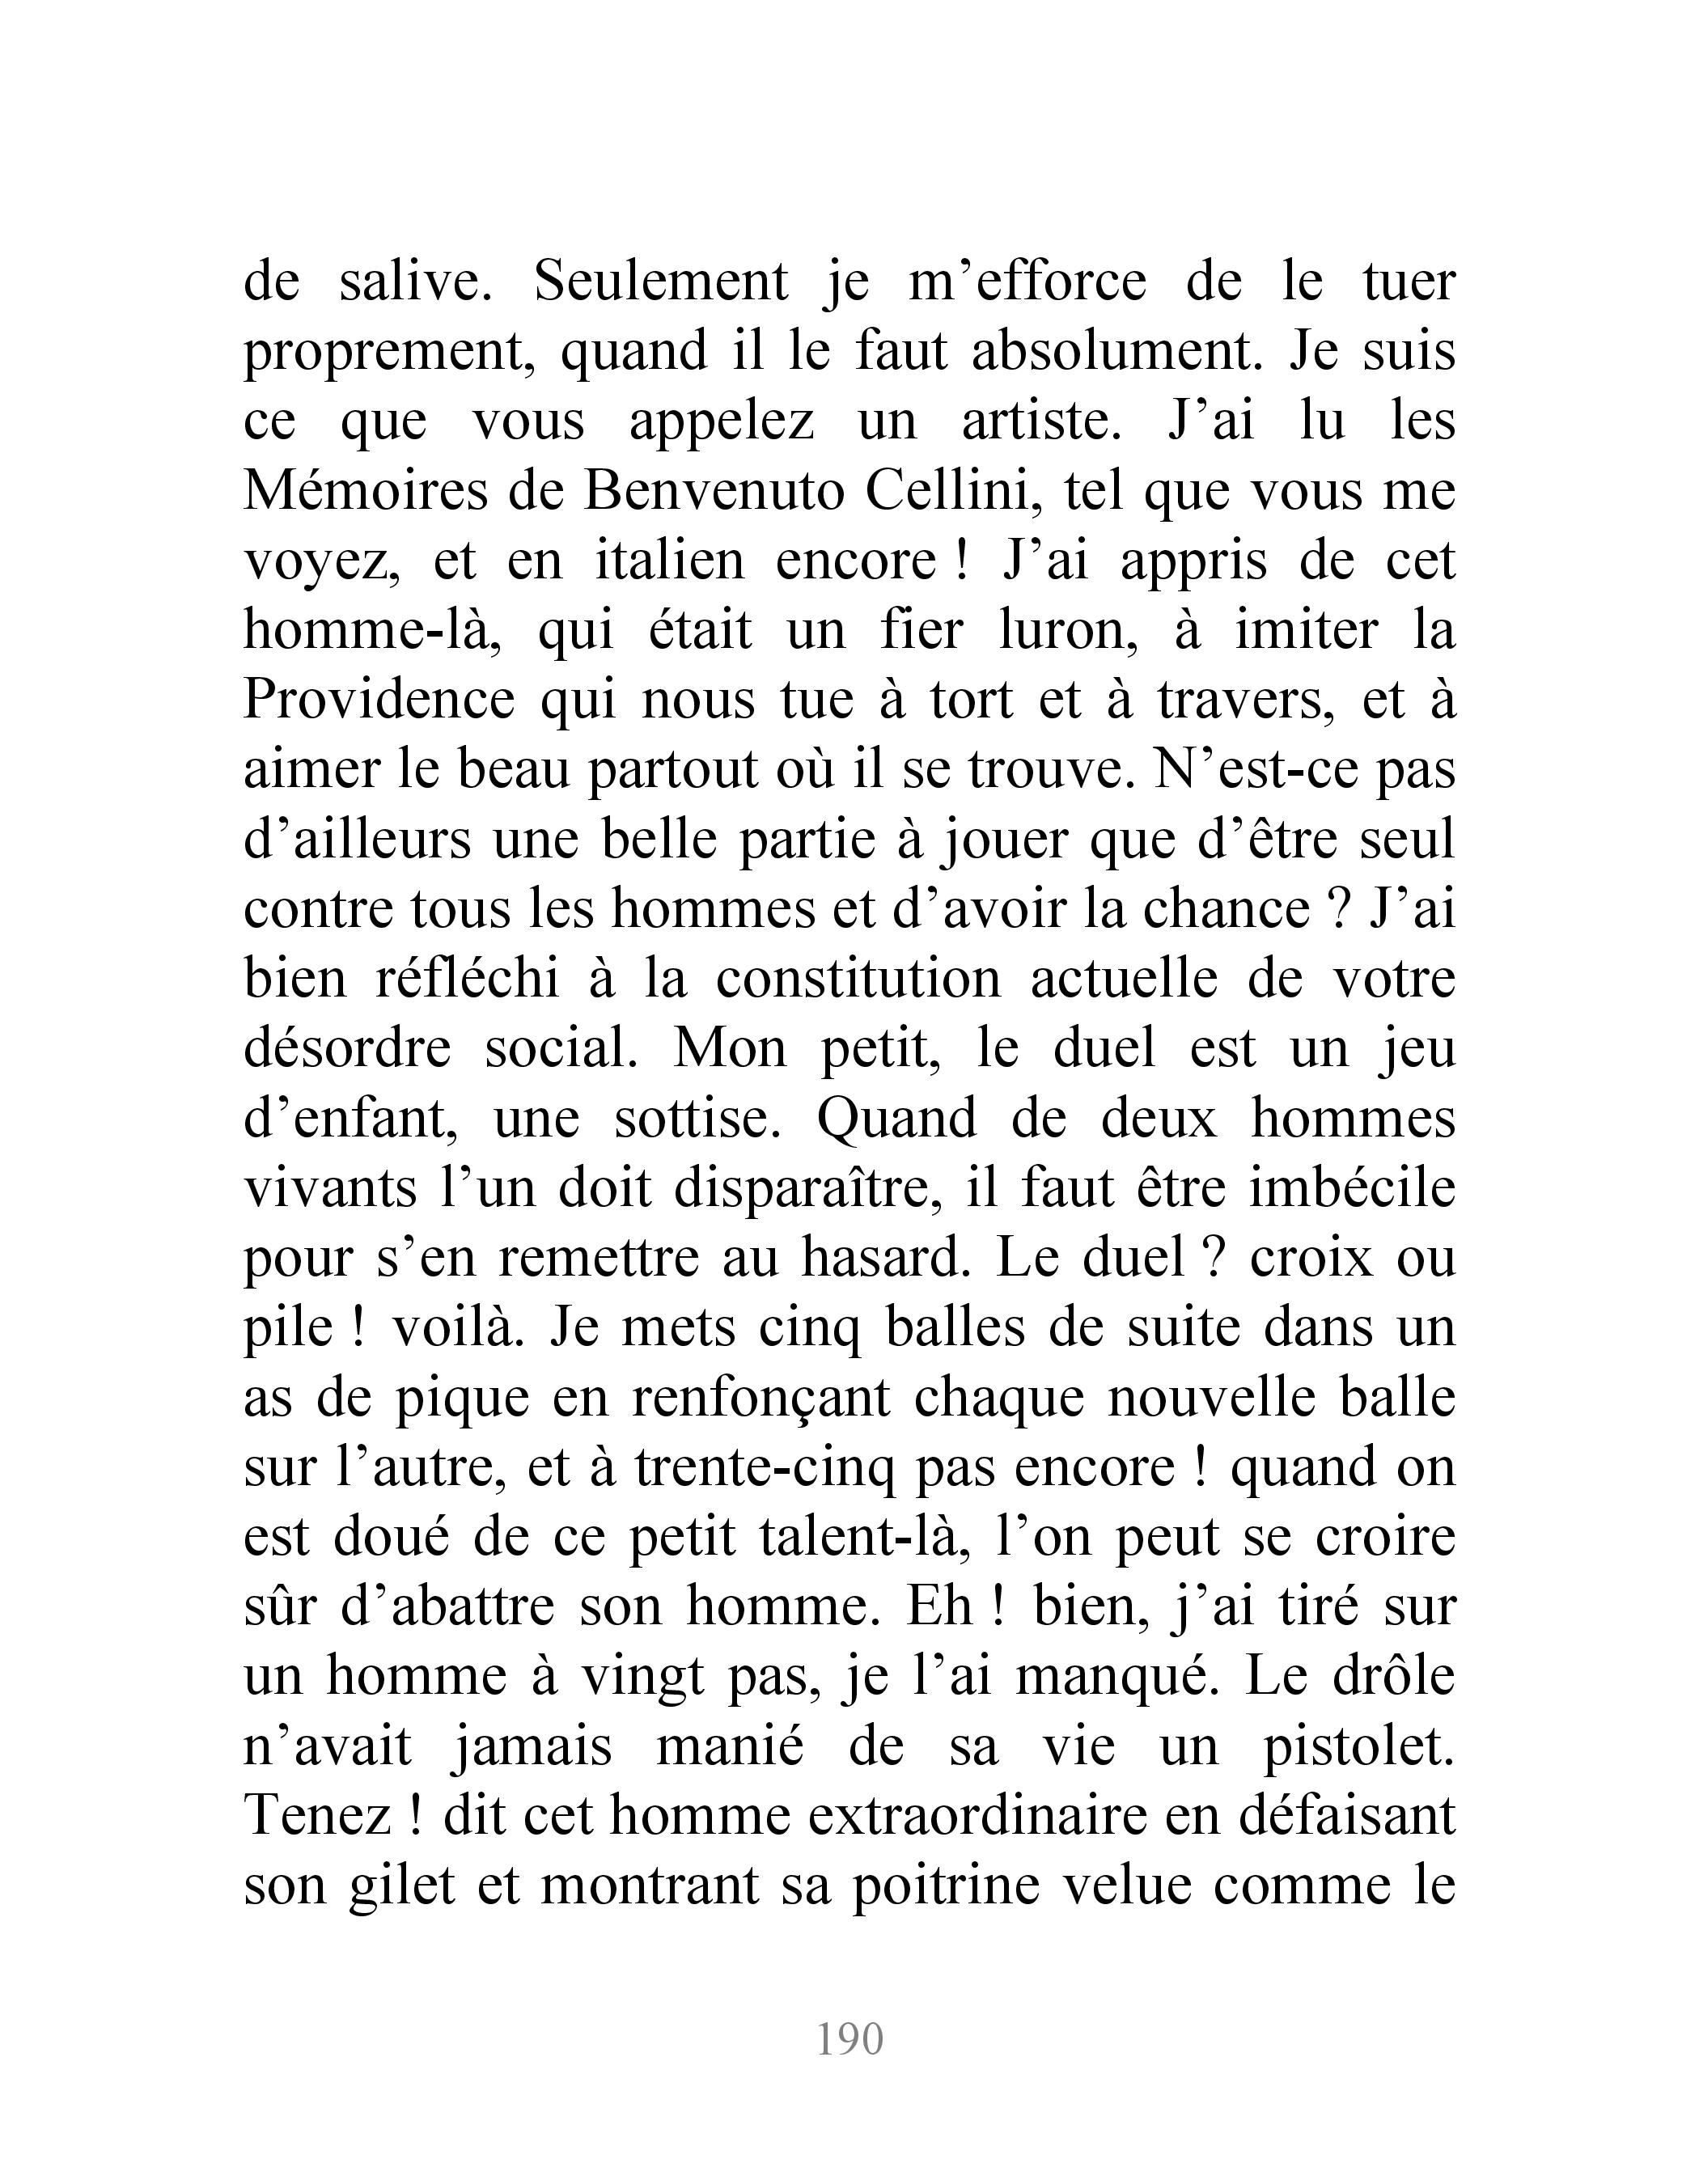 de salive. Seulement je m’efforce de le tuer
proprement, quand il le faut absolument. Je suis
ce que vous appelez un artiste. J’ai lu les
Mémoires de Benvenuto Cellini, tel que vous me
voyez, et en italien encore ! J’ai appris de cet
homme-là, qui était un fier luron, à imiter la
Providence qui nous tue à tort et à travers, et à
aimer le beau partout où il se trouve. N’est-ce pas
d’ailleurs une belle partie à jouer que d’être seul
contre tous les hommes et d’avoir la chance ? J’ai
bien réfléchi à la constitution actuelle de votre
désordre social. Mon petit, le duel est un jeu
d’enfant, une sottise. Quand de deux hommes
vivants l’un doit disparaître, il faut être imbécile
pour s’en remettre au hasard. Le duel ? croix ou
pile ! voilà. Je mets cinq balles de suite dans un
as de pique en renfonçant chaque nouvelle balle
sur l’autre, et à trente-cinq pas encore ! quand on
est doué de ce petit talent-là, l’on peut se croire
sûr d’abattre son homme. Eh ! bien, j’ai tiré sur
un homme à vingt pas, je l’ai manqué. Le drôle
n’avait jamais manié de sa vie un pistolet.
Tenez ! dit cet homme extraordinaire en défaisant
son gilet et montrant sa poitrine velue comme le
190